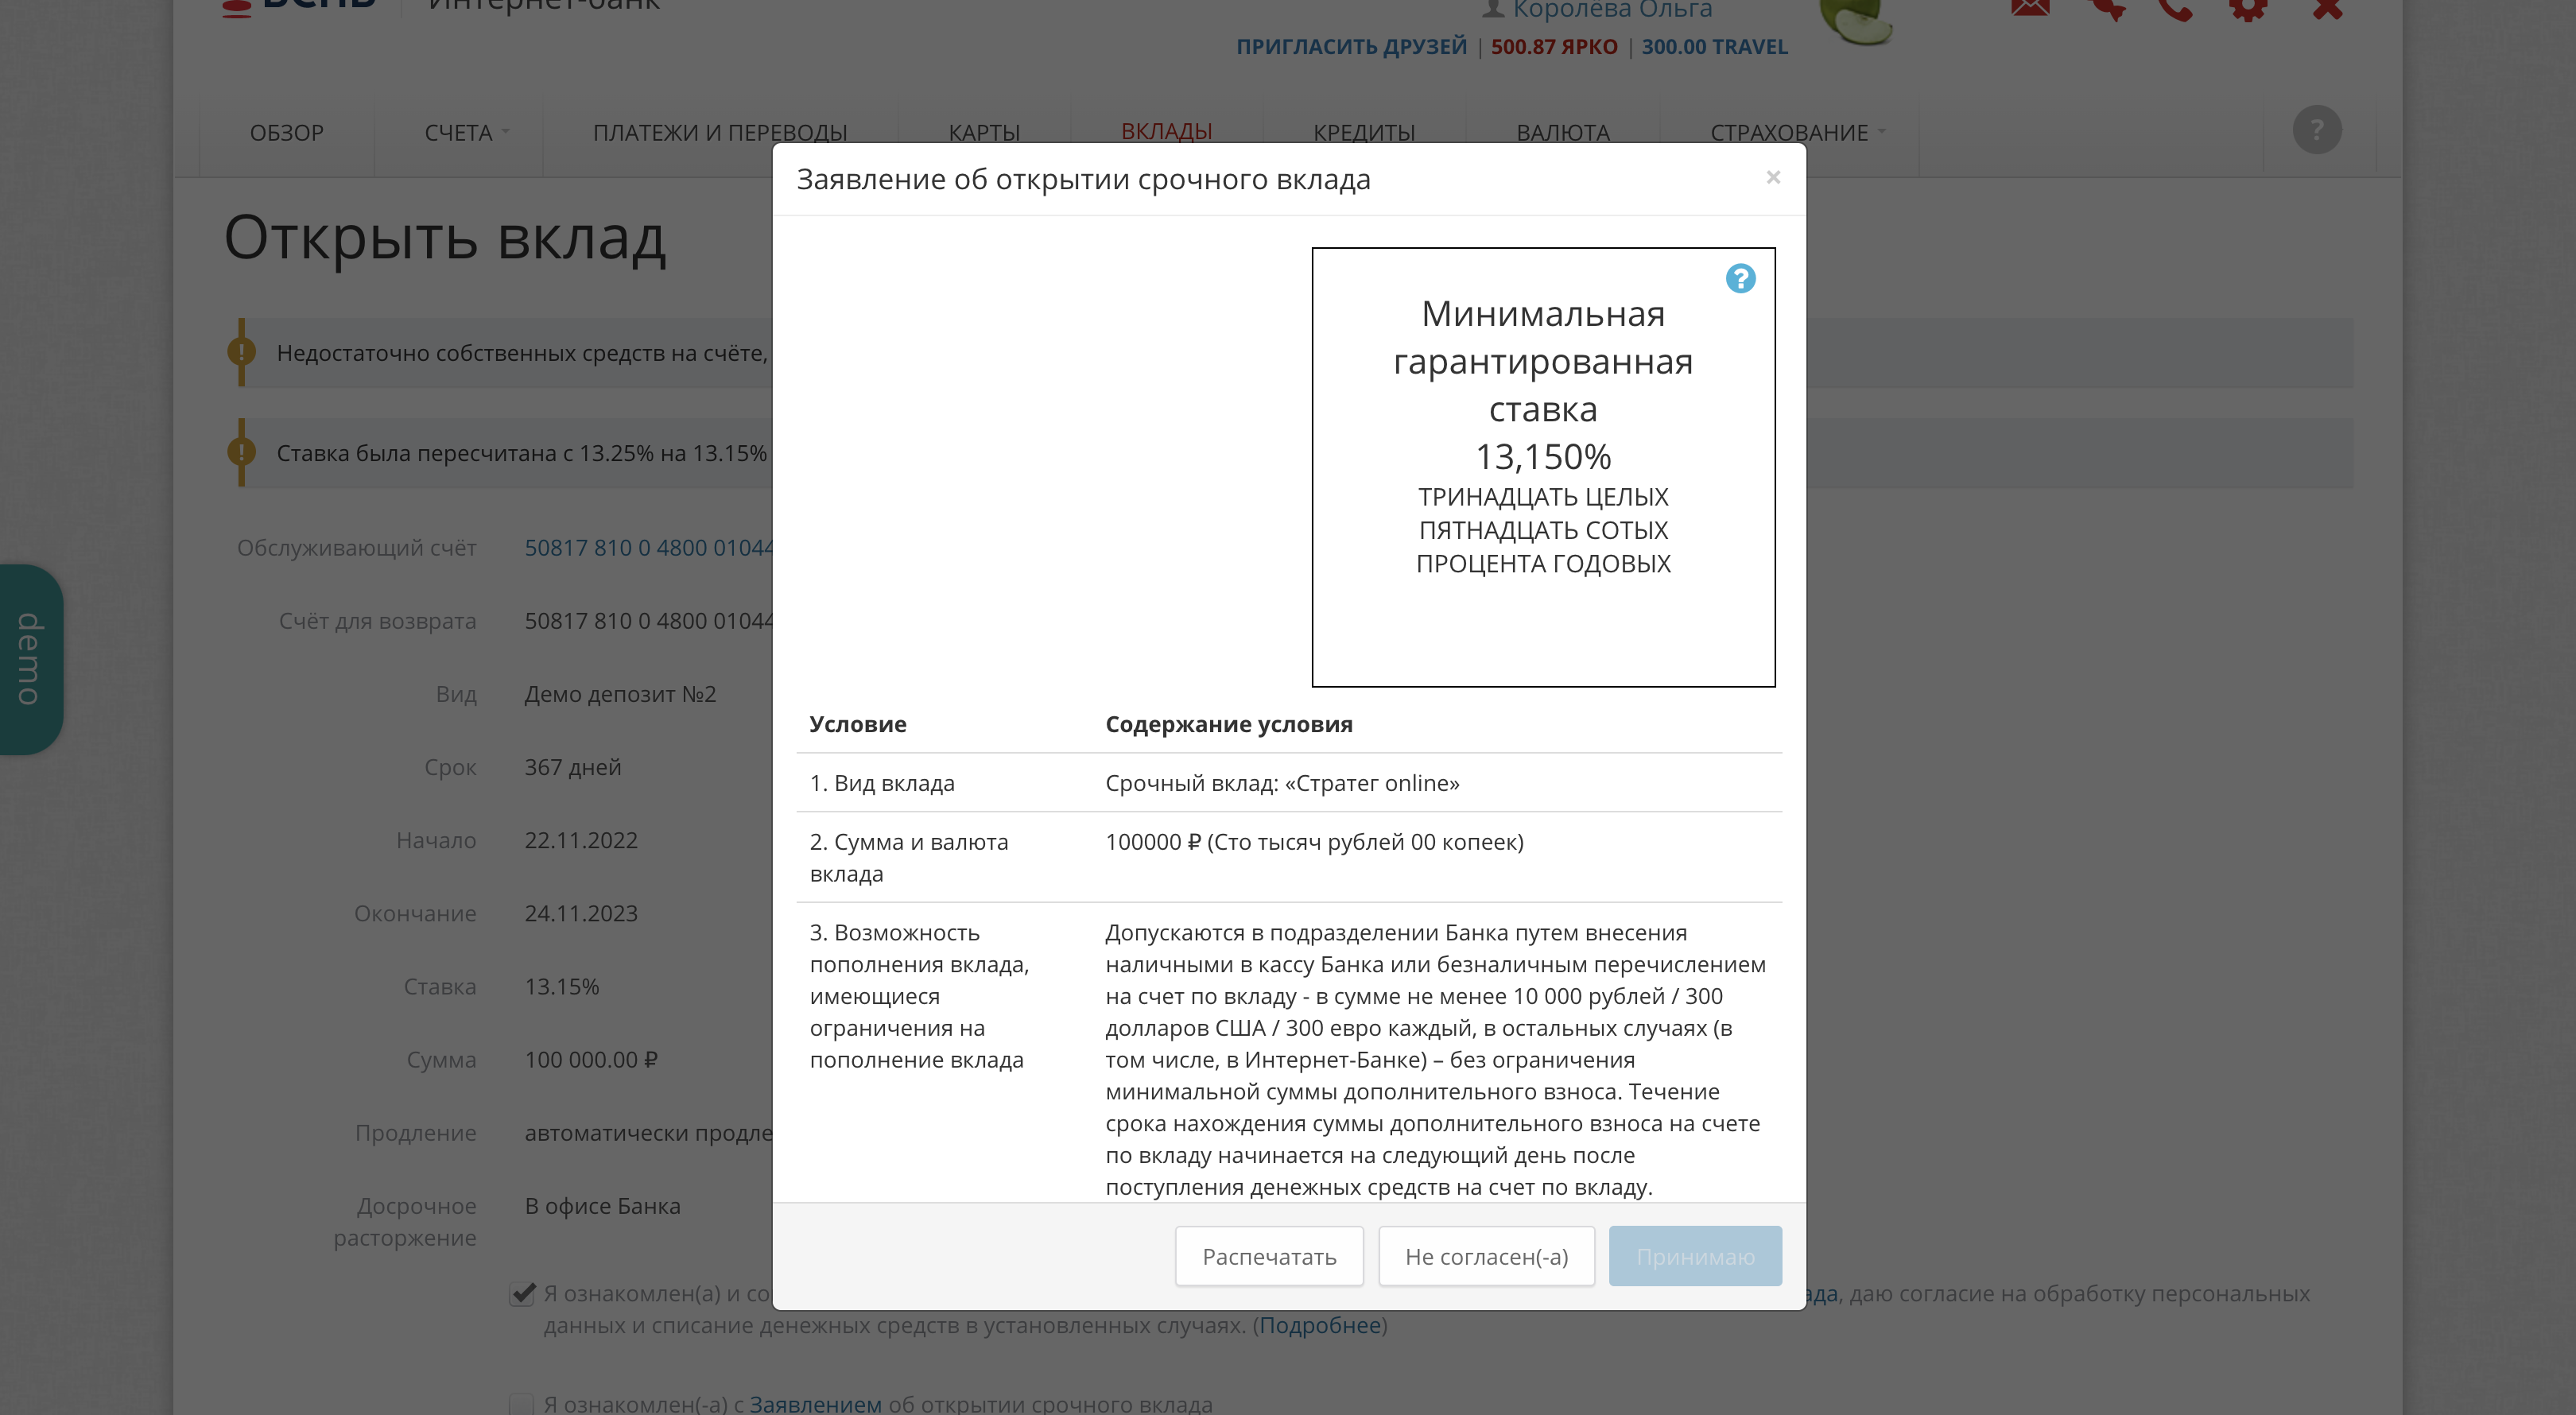 Интернет-банк
Королёва Ольга
ПРИГЛАСИТЬ ДРУЗЕЙ | 500.87 ЯРКО | 300.00 TRAVEL
ОБЗОР СЧЕТА ПЛАТЕЖИ И ПЕРЕВОДЫ КАРТЫ ВКЛАДЫ КРЕДИТЫ ВАЛЮТА СТРАХОВАНИЕ ?
Открыть вклад
Недостаточно собственных средств на счёте,
Ставка была пересчитана с 13.25% на 13.15%
Обслуживающий счёт 50817 810 0 4800 01044
Счёт для возврата 50817 810 0 4800 01044
Вид Демо депозит №2
Срок 367 дней
Начало 22.11.2022
Окончание 24.11.2023
Ставка 13.15%
Сумма 100 000.00 ₽
Продление автоматически продле
Досрочное расторжение В офисе Банка
Я ознакомлен(а) и со
ада, даю согласие на обработку персональных
данных и списание денежных средств в установленных случаях. (Подробнее)
Я ознакомлен(-а) с Заявлением об открытии срочного вклада
demo
Заявление об открытии срочного вклада ×
?
Минимальная
гарантированная
ставка
13,150%
ТРИНАДЦАТЬ ЦЕЛЫХ
ПЯТНАДЦАТЬ СОТЫХ
ПРОЦЕНТА ГОДОВЫХ
Условие Содержание условия
1. Вид вклада Срочный вклад: «Стратег online»
2. Сумма и валюта
вклада
100000 ₽ (Сто тысяч рублей 00 копеек)
3. Возможность
пополнения вклада,
имеющиеся
ограничения на
пополнение вклада
Допускаются в подразделении Банка путем внесения
наличными в кассу Банка или безналичным перечислением
на счет по вкладу - в сумме не менее 10 000 рублей / 300
долларов США / 300 евро каждый, в остальных случаях (в
том числе, в Интернет-Банке) – без ограничения
минимальной суммы дополнительного взноса. Течение
срока нахождения суммы дополнительного взноса на счете
по вкладу начинается на следующий день после
поступления денежных средств на счет по вкладу.
Распечатать Не согласен(-а) Принимаю